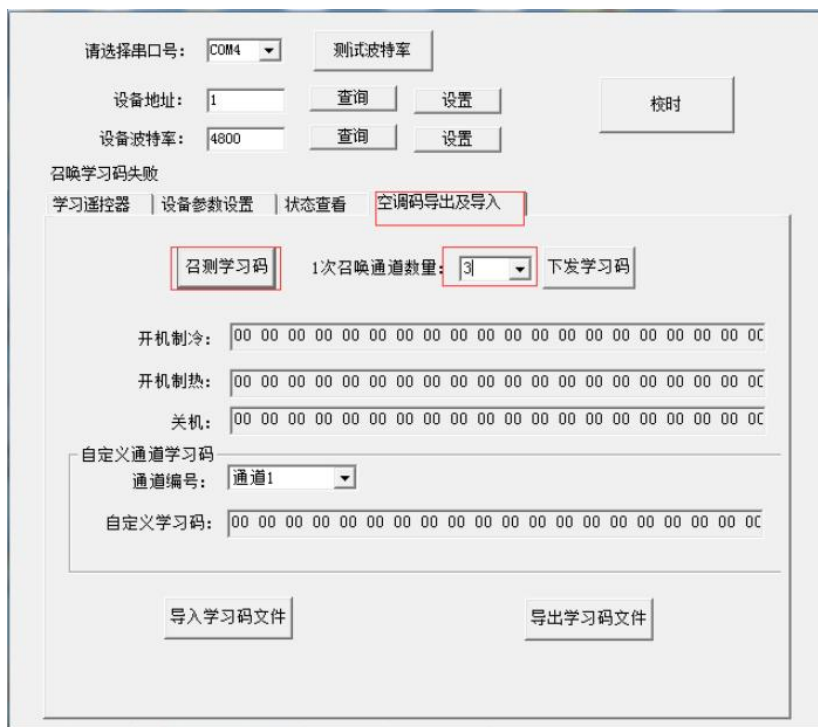 请选择串口号: COM4 测试波特率
设备地址: 1 查询 设置 校时
设备波特率: 4800 查询 设置
召唤学习码失败
学习遥控器 设备参数设置 状态查看 空调码导出及导入
召测学习码 1次召唤通道数量: 3 下发学习码
开机制冷: 00 00 00 00 00 00 00 00 00 00 00 00 00 00 00 00 00 00 00 0
开机制热: 00 00 00 00 00 00 00 00 00 00 00 00 00 00 00 00 00 00 00 0
关机: 00 00 00 00 00 00 00 00 00 00 00 00 00 00 00 00 00 00 00 0
自定义通道学习码
通道编号: 通道1
自定义学习码: 00 00 00 00 00 00 00 00 00 00 00 00 00 00 00 00 00 00 00 0
导入学习码文件 导出学习码文件